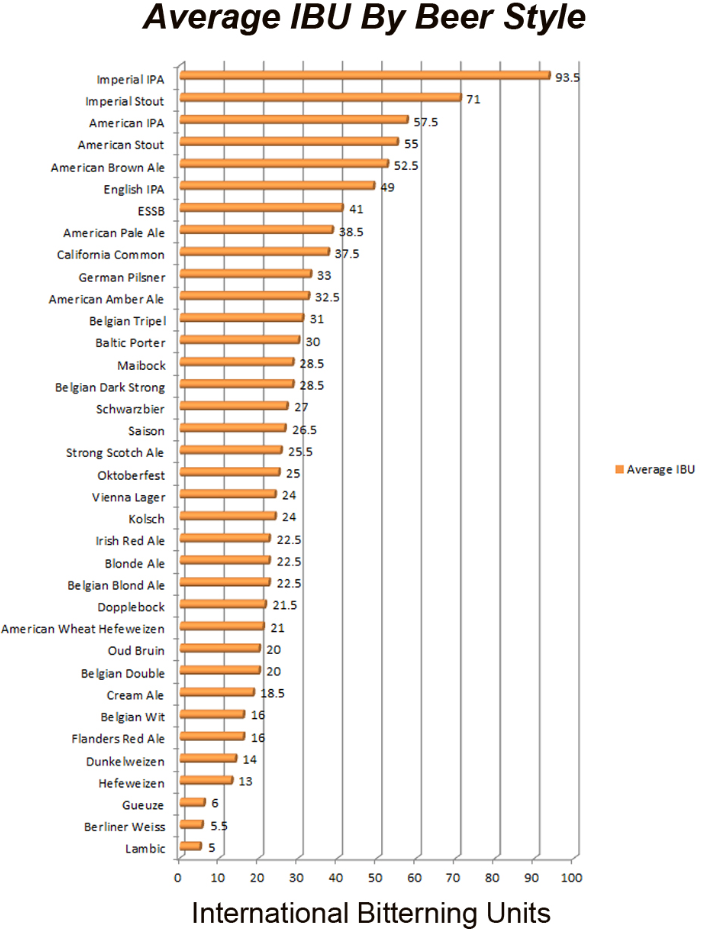 Average IBU By Beer Style
Imperial IPA 93.5
Imperial Stout 71
American IPA 57.5
American Stout 55
American Brown Ale 52.5
English IPA 49
ESSB 41
American Pale Ale 38.5
California Common 37.5
German Pilsner 33
American Amber Ale 32.5
Belgian Tripel 31
Baltic Porter 30
Maibock 28.5
Belgian Dark Strong 28.5
Schwarzbier 27
Saison 26.5
Strong Scotch Ale 25.5
Average IBU
Oktoberfest 25
Vienna Lager 24
Kolsch 24
Irish Red Ale 22.5
Blonde Ale 22.5
Belgian Blond Ale 22.5
Dopplebock 21.5
American Wheat Hefeweizen 21
Oud Bruin 20
Belgian Double 20
Cream Ale 18.5
Belgian Wit 16
Flanders Red Ale 16
Dunkelweizen 14
Hefeweizen 13
Gueuze 6
Berliner Weiss 5.5
Lambic 5
0 10 20 30 40 50 60 70 80 90 100
International Bitterning Units